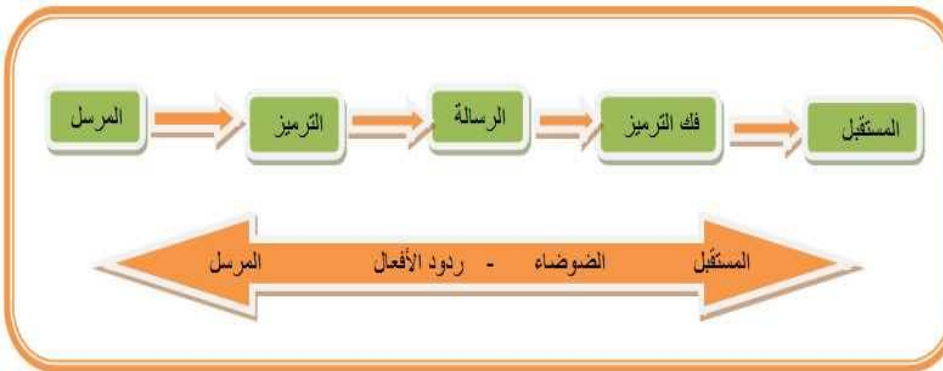 المرسل
الترميز
الرسالة
فك الترميز
المستقبل
المستقبل الضوضاء - ردود الأفعال المرسل